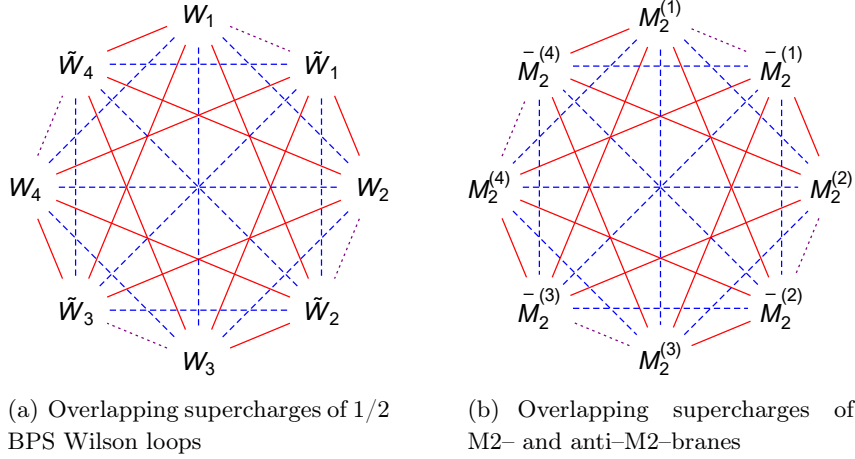 W₁ M₂⁽¹⁾
W̃₄ W̃₁ M̄₂⁽⁴⁾ M̄₂⁽¹⁾
W₄ W₂ M₂⁽⁴⁾ M₂⁽²⁾
W̃₃ W̃₂ M̄₂⁽³⁾ M̄₂⁽²⁾
W₃ M₂⁽³⁾
(a) Overlapping supercharges of 1/2
BPS Wilson loops
(b) Overlapping supercharges of
M2– and anti–M2–branes